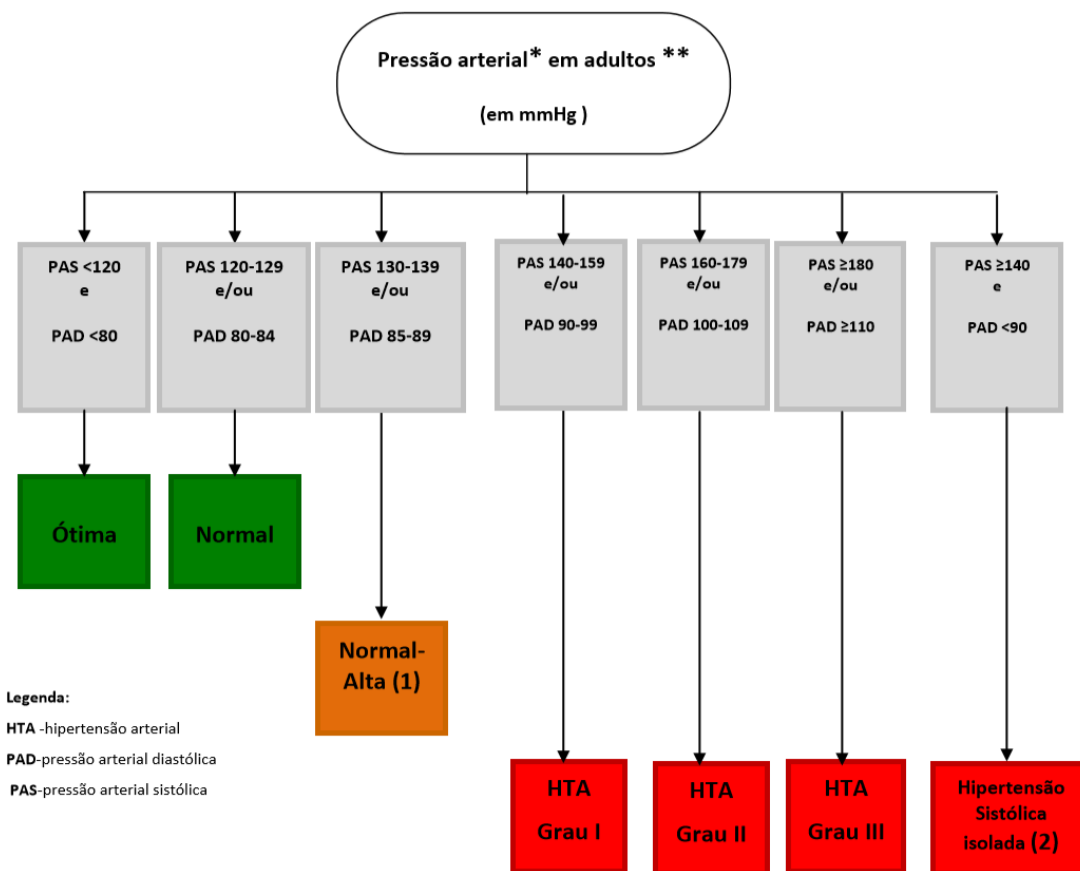 Pressão arterial* em adultos **
(em mmHg )
PAS <120
e
PAD <80
PAS 120-129
e/ou
PAD 80-84
PAS 130-139
e/ou
PAD 85-89
PAS 140-159
e/ou
PAD 90-99
PAS 160-179
e/ou
PAD 100-109
PAS ≥180
e/ou
PAD ≥110
PAS ≥140
e
PAD <90
Ótima
Normal
Normal-
Alta (1)
Legenda:
HTA -hipertensão arterial
PAD-pressão arterial diastólica
PAS-pressão arterial sistólica
HTA
Grau I
HTA
Grau II
HTA
Grau III
Hipertensão
Sistólica
isolada (2)